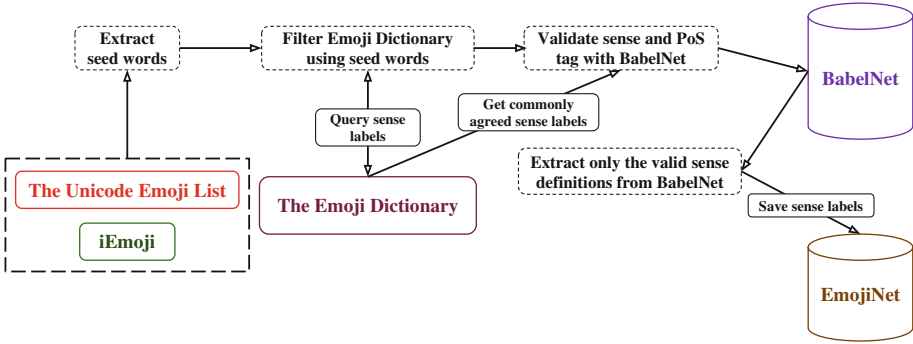 Extract
seed words
Filter Emoji Dictionary
using seed words
Validate sense and PoS
tag with BabelNet
BabelNet
Query sense
labels
Get commonly
agreed sense labels
Extract only the valid sense
definitions from BabelNet
The Unicode Emoji List
iEmoji
The Emoji Dictionary
Save sense labels
EmojiNet